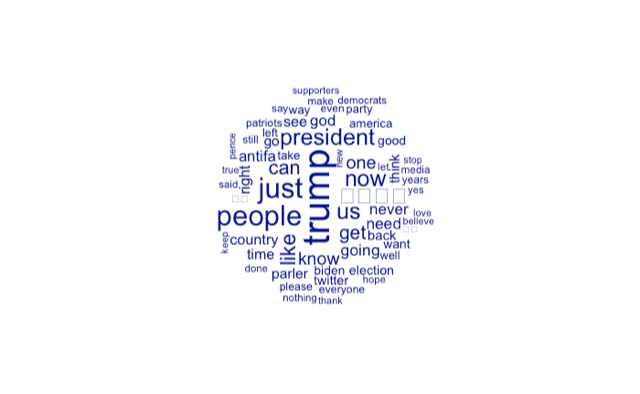 supporters
make democrats
say way even party
patriots see god america
left
still go president good
pence
antifa take new one let think stop
true can media
said right just trump now years
yes
people us never love
need believe
keep country like get back want
time know going well
done parler biden election
twitter hope
please everyone
nothing thank